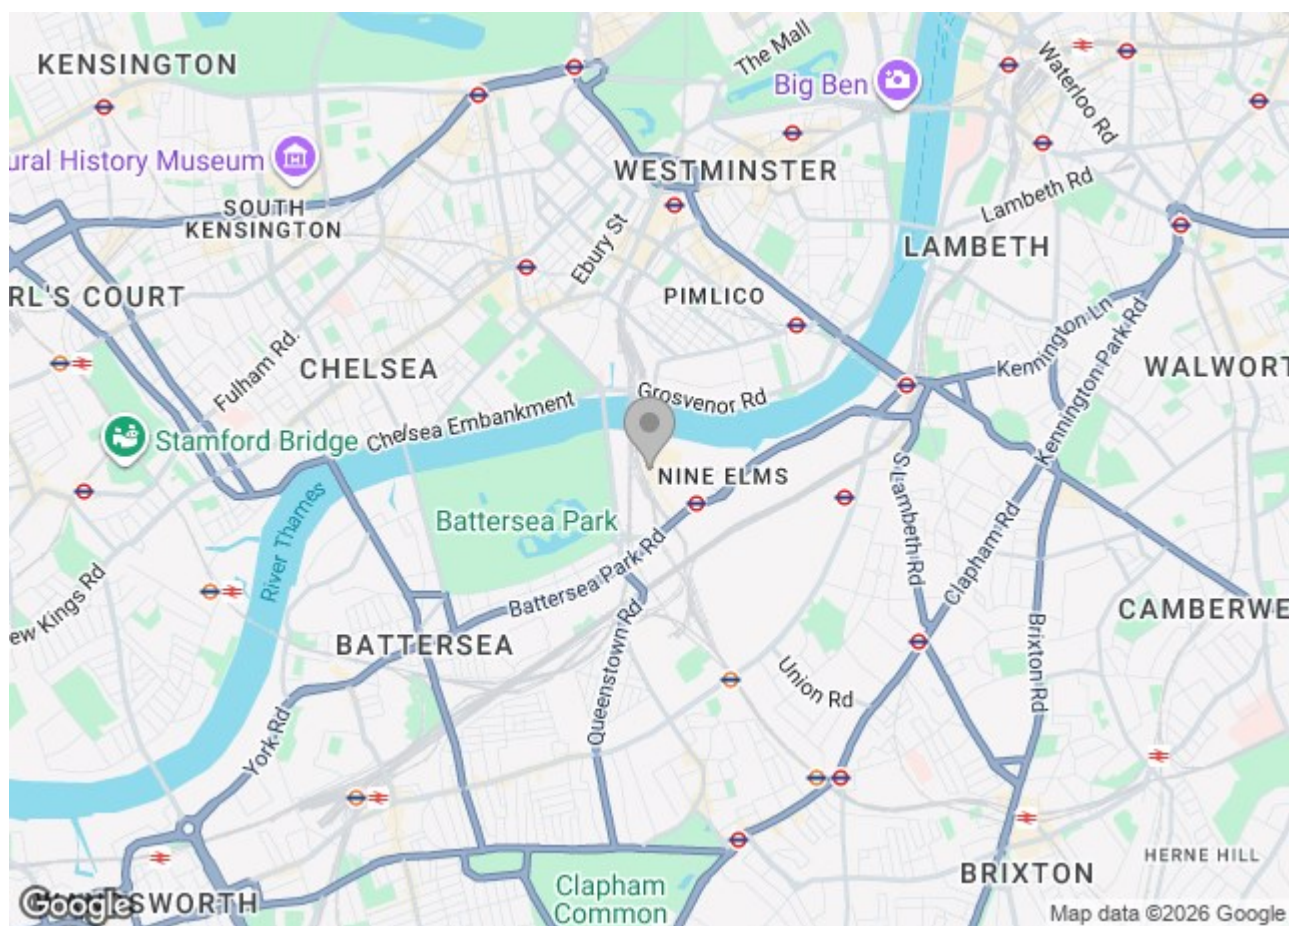 The Mall
KENSINGTON
Big Ben
Waterloo Rd
ural History Museum
WESTMINSTER
Lambeth Rd
SOUTH
KENSINGTON
Ebury St
LAMBETH
RL'S COURT
PIMLICO
Kennington Ln
Kennington Park Rd
Fulham Rd.
CHELSEA
WALWORT
Grosvenor Rd
Chelsea Embankment
Stamford Bridge
NINE ELMS
S Lambeth Rd
River Thames
Battersea Park
Clapham Rd
Battersea Park Rd
ew Kings Rd
CAMBERWE
BATTERSEA
Queenstown Rd
Brixton Rd
Union Rd
York Rd
HERNE HILL
BRIXTON
Clapham
Common
Google
SWORTH
Map data ©2026 Google